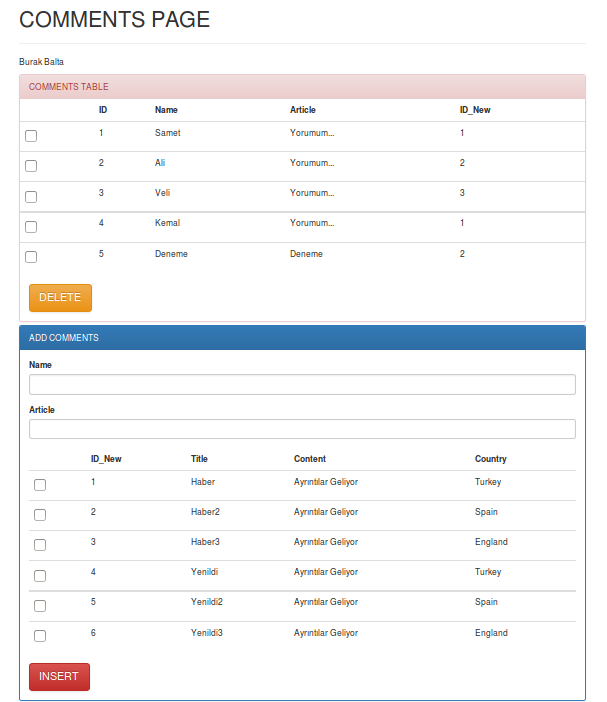 COMMENTS PAGE
Burak Balta
COMMENTS TABLE
ID Name Article ID_New
1 Samet Yorumum... 1
2 Ali Yorumum... 2
3 Veli Yorumum... 3
4 Kemal Yorumum... 1
5 Deneme Deneme 2
DELETE
ADD COMMENTS
Name
Article
ID_New Title Content Country
1 Haber Ayrıntılar Geliyor Turkey
2 Haber2 Ayrıntılar Geliyor Spain
3 Haber3 Ayrıntılar Geliyor England
4 Yenildi Ayrıntılar Geliyor Turkey
5 Yenildi2 Ayrıntılar Geliyor Spain
6 Yenildi3 Ayrıntılar Geliyor England
INSERT